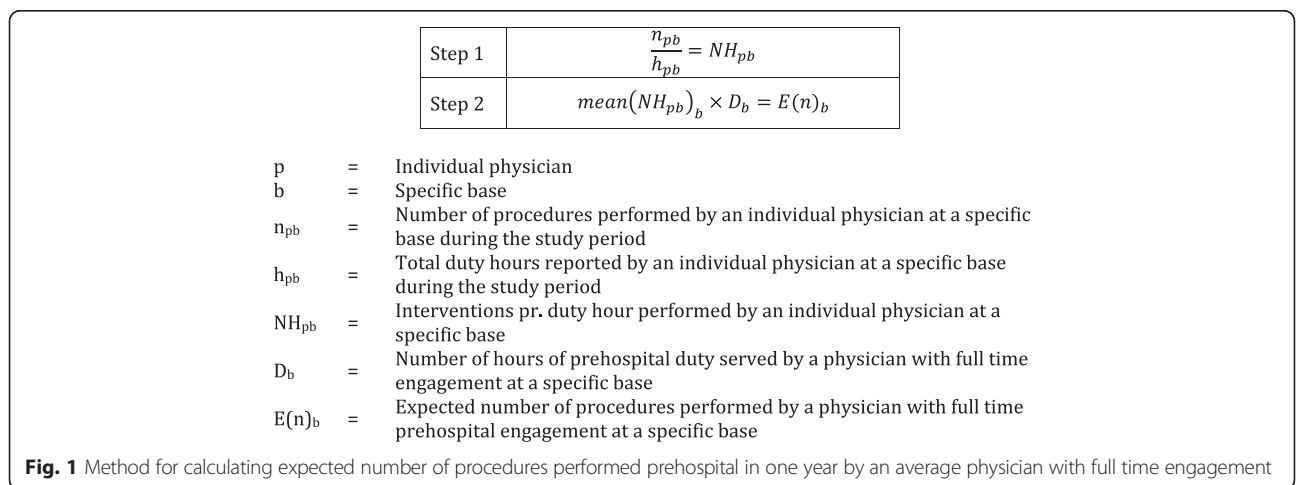 Step 1 n_pb / h_pb = NH_pb
Step 2 mean(NH_pb)_b × D_b = E(n)_b
p = Individual physician
b = Specific base
n_pb = Number of procedures performed by an individual physician at a specific
base during the study period
h_pb = Total duty hours reported by an individual physician at a specific base
during the study period
NH_pb = Interventions pr. duty hour performed by an individual physician at a
specific base
D_b = Number of hours of prehospital duty served by a physician with full time
engagement at a specific base
E(n)_b = Expected number of procedures performed by a physician with full time
prehospital engagement at a specific base
Fig. 1 Method for calculating expected number of procedures performed prehospital in one year by an average physician with full time engagement